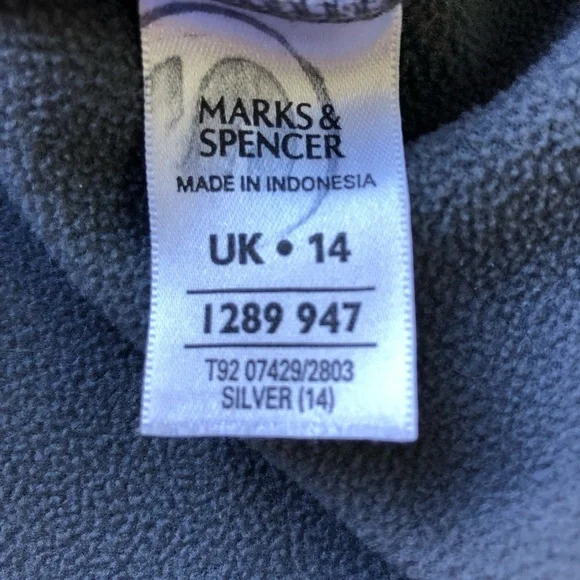 MARKS &
SPENCER
MADE IN INDONESIA
UK • 14
1289 947
T92 07429/2803
SILVER (14)